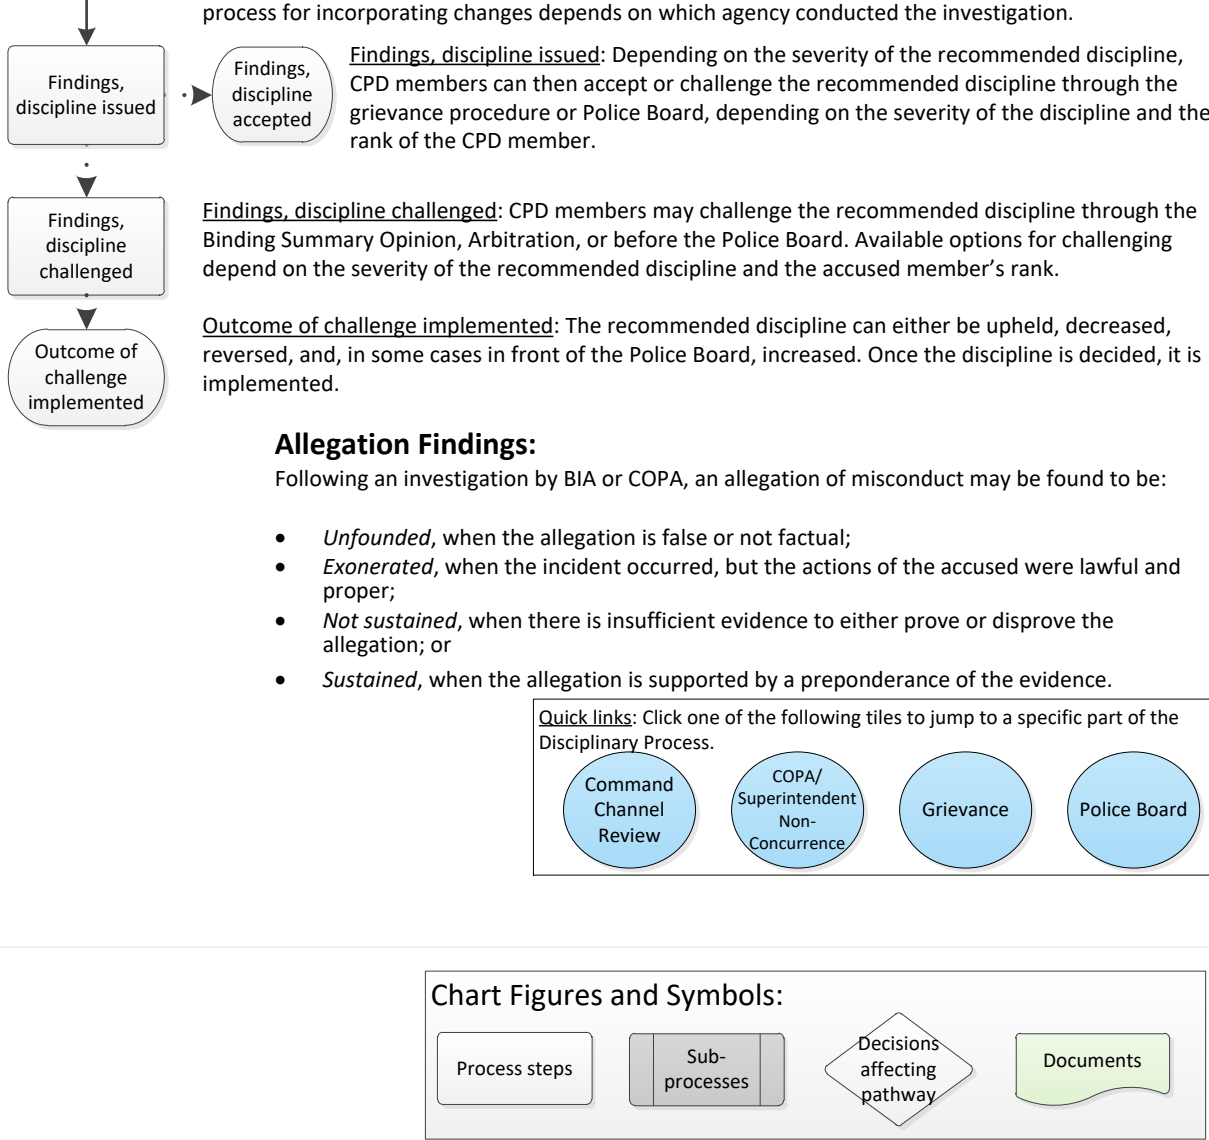 process for incorporating changes depends on which agency conducted the investigation.
Findings,
discipline issued
Findings,
discipline
accepted
Findings, discipline issued: Depending on the severity of the recommended discipline,
CPD members can then accept or challenge the recommended discipline through the
grievance procedure or Police Board, depending on the severity of the discipline and the
rank of the CPD member.
Findings,
discipline
challenged
Findings, discipline challenged: CPD members may challenge the recommended discipline through the
Binding Summary Opinion, Arbitration, or before the Police Board. Available options for challenging
depend on the severity of the recommended discipline and the accused member’s rank.
Outcome of
challenge
implemented
Outcome of challenge implemented: The recommended discipline can either be upheld, decreased,
reversed, and, in some cases in front of the Police Board, increased. Once the discipline is decided, it is
implemented.
Allegation Findings:
Following an investigation by BIA or COPA, an allegation of misconduct may be found to be:
• Unfounded, when the allegation is false or not factual;
• Exonerated, when the incident occurred, but the actions of the accused were lawful and
proper;
• Not sustained, when there is insufficient evidence to either prove or disprove the
allegation; or
• Sustained, when the allegation is supported by a preponderance of the evidence.
Quick links: Click one of the following tiles to jump to a specific part of the
Disciplinary Process.
Command
Channel
Review
COPA/
Superintendent
Non-
Concurrence
Grievance
Police Board
Chart Figures and Symbols:
Process steps
Sub-
processes
Decisions
affecting
pathway
Documents